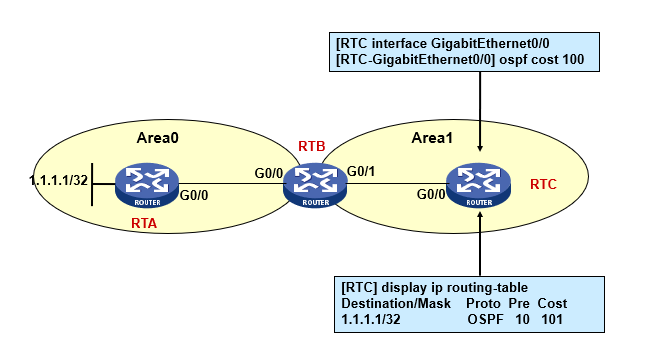 [RTC interface GigabitEthernet0/0
[RTC-GigabitEthernet0/0] ospf cost 100
Area0
RTB
Area1
1.1.1.1/32
G0/0
G0/0
G0/1
G0/0
ROUTER
ROUTER
ROUTER
RTA
RTC
[RTC] display ip routing-table
Destination/Mask Proto Pre Cost
1.1.1.1/32 OSPF 10 101